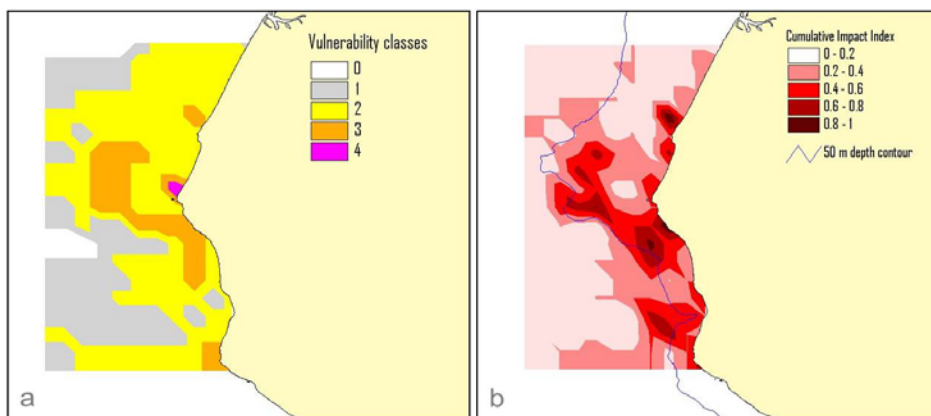 Vulnerability classes
0
1
2
3
4
a
Cumulative Impact Index
0 - 0.2
0.2 - 0.4
0.4 - 0.6
0.6 - 0.8
0.8 - 1
50 m depth contour
b